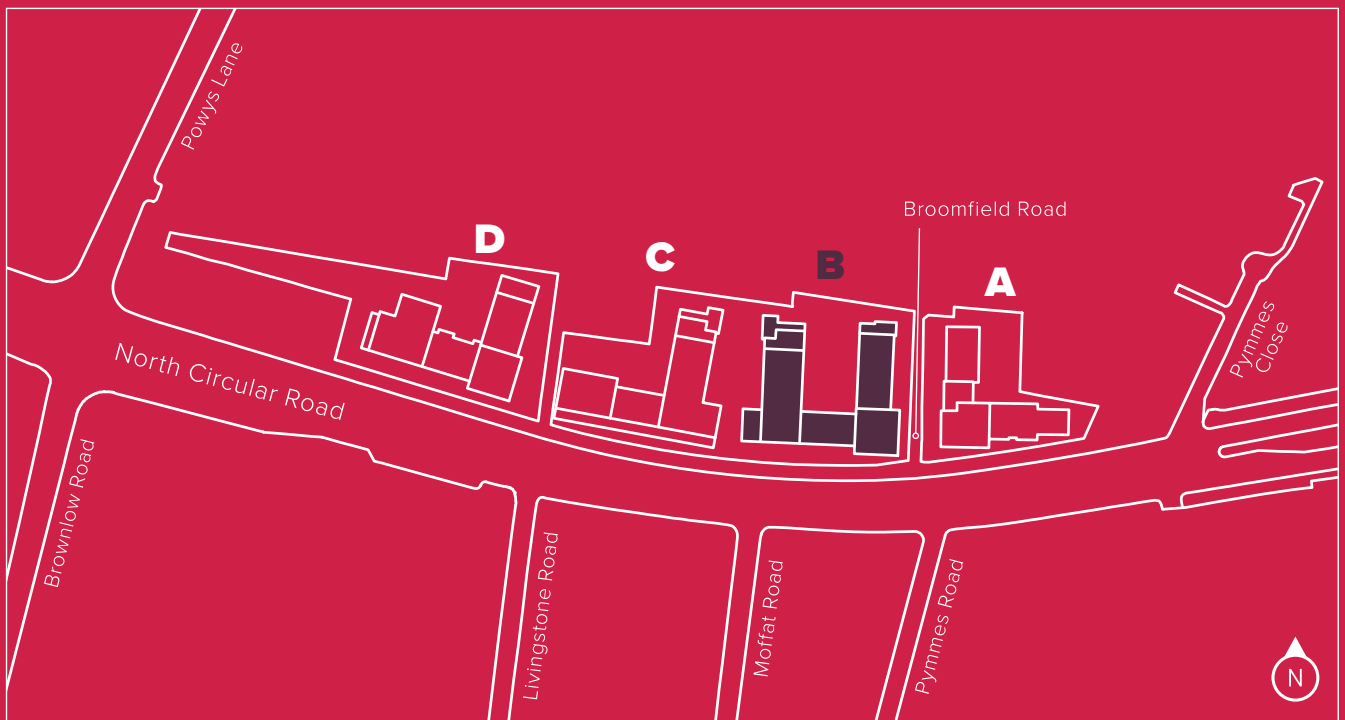 Powys Lane
Broomfield Road
D
C
B
A
Pymmes
Close
North Circular Road
Brownlow Road
Livingstone Road
Moffat Road
Pymmes Road
N